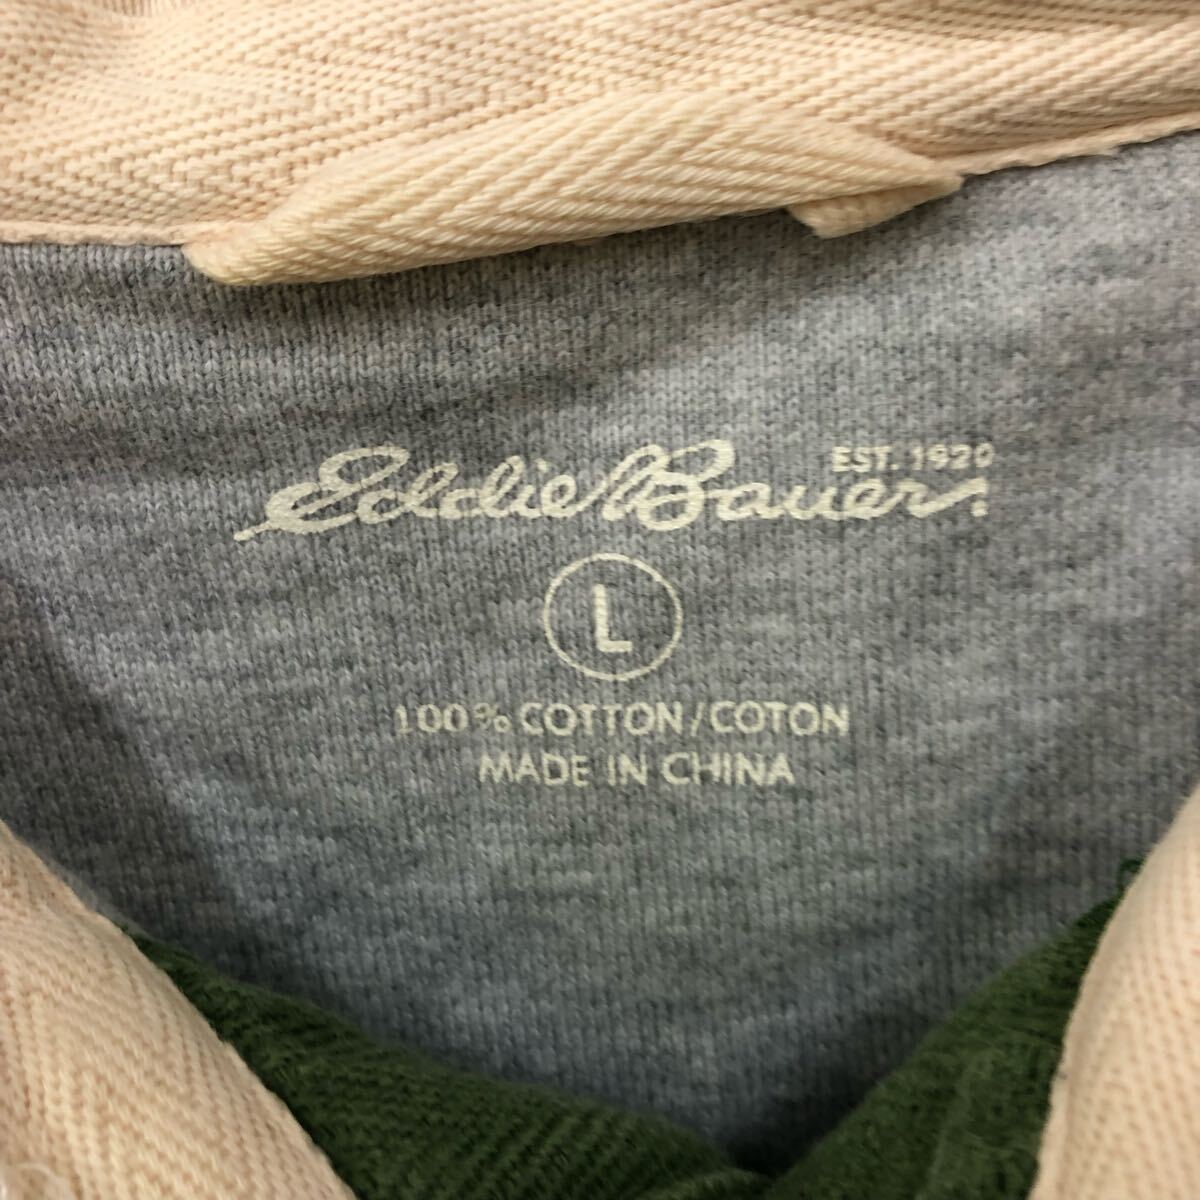 EST. 1920
Eddie Bauer
L
100% COTTON/COTON
MADE IN CHINA